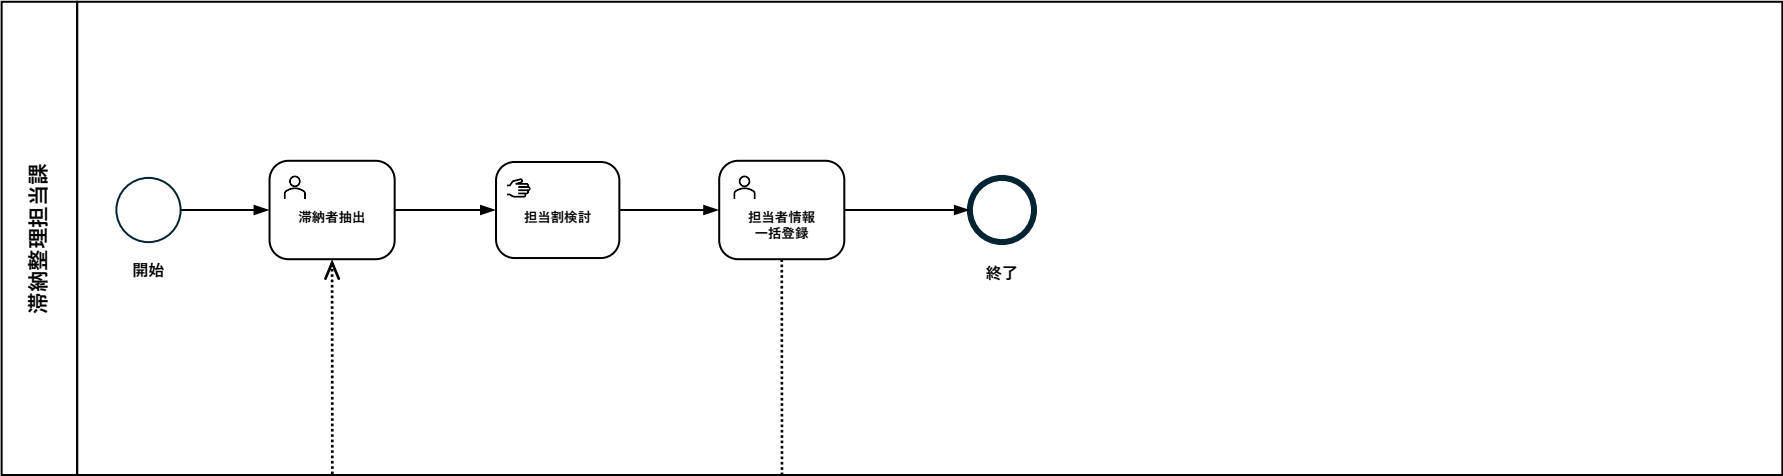 滞納整理担当課
開始
滞納者抽出
担当割検討
担当者情報
一括登録
終了